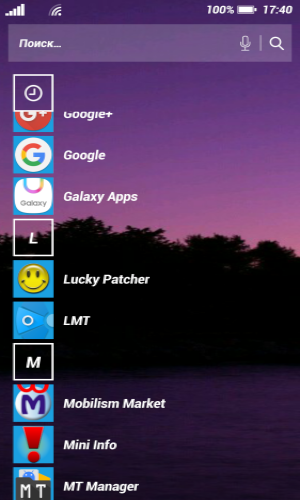 100% 17:40
Поиск...
G+ Google+
G Google
Galaxy Galaxy Apps
L
Lucky Patcher
LMT
M
M Mobilism Market
Mini Info
MT MT Manager